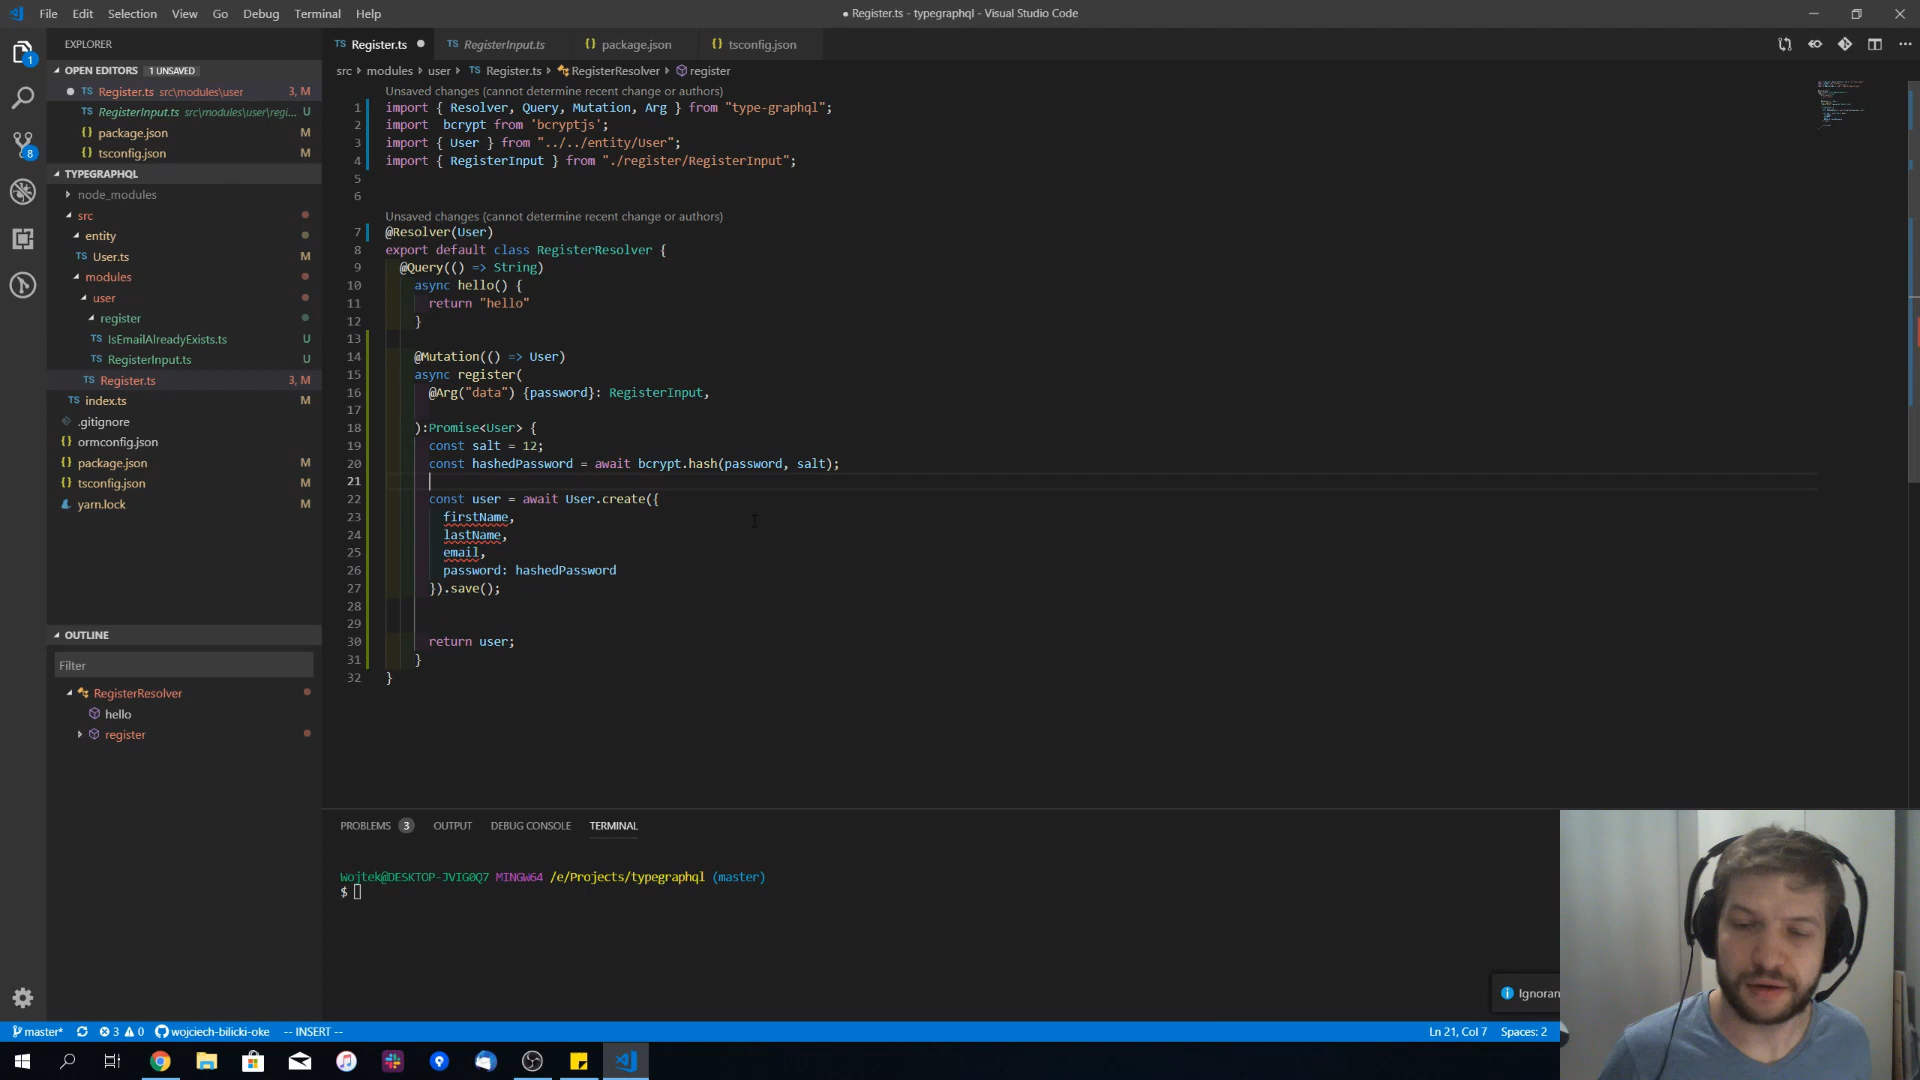 File Edit Selection View Go Debug Terminal Help
● Register.ts - typegraphql - Visual Studio Code
EXPLORER
OPEN EDITORS 1 UNSAVED
Register.ts src\modules\user 3, M
RegisterInput.ts src\modules\user\regi... U
package.json M
tsconfig.json M
TYPEGRAPHQL
node_modules
src
entity
User.ts M
modules
user
register
IsEmailAlreadyExists.ts U
RegisterInput.ts U
Register.ts 3, M
index.ts M
.gitignore
ormconfig.json
package.json M
tsconfig.json M
yarn.lock M
OUTLINE
Filter
RegisterResolver
hello
register
1
8
Register.ts RegisterInput.ts package.json tsconfig.json
src > modules > user > Register.ts > RegisterResolver > register
Unsaved changes (cannot determine recent change or authors)
1 import { Resolver, Query, Mutation, Arg } from "type-graphql";
2 import  bcrypt from 'bcryptjs';
3 import { User } from "../../entity/User";
4 import { RegisterInput } from "./register/RegisterInput";
5
6
Unsaved changes (cannot determine recent change or authors)
7 @Resolver(User)
8 export default class RegisterResolver {
9 @Query(() => String)
10 async hello() {
11 return "hello"
12 }
13
14 @Mutation(() => User)
15 async register(
16 @Arg("data") {password}: RegisterInput,
17
18 ):Promise<User> {
19 const salt = 12;
20 const hashedPassword = await bcrypt.hash(password, salt);
21
22 const user = await User.create({
23 firstName,
24 lastName,
25 email,
26 password: hashedPassword
27 }).save();
28
29
30 return user;
31 }
32 }
PROBLEMS 3 OUTPUT DEBUG CONSOLE TERMINAL
Wojtek@DESKTOP-JVIG0Q7 MINGW64 /e/Projects/typegraphql (master)
$
Ignoran
master* 3 0 wojciech-bilicki-oke -- INSERT --
Ln 21, Col 7 Spaces: 2